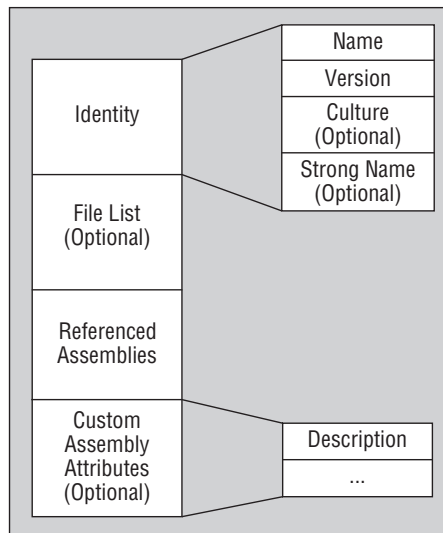 Identity
Name
Version
Culture
(Optional)
Strong Name
(Optional)
File List
(Optional)
Referenced
Assemblies
Custom
Assembly
Attributes
(Optional)
Description
...